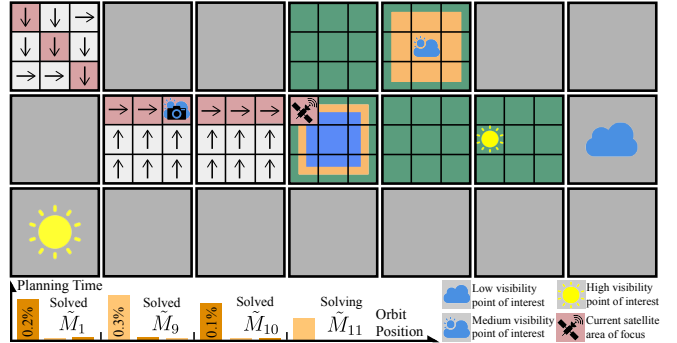 Planning Time
0.2%
Solved
M̃₁
0.3%
Solved
M̃₉
0.1%
Solved
M̃₁₀
Solving
M̃₁₁
Orbit
Position
Low visibility
point of interest
High visibility
point of interest
Medium visibility
point of interest
Current satellite
area of focus